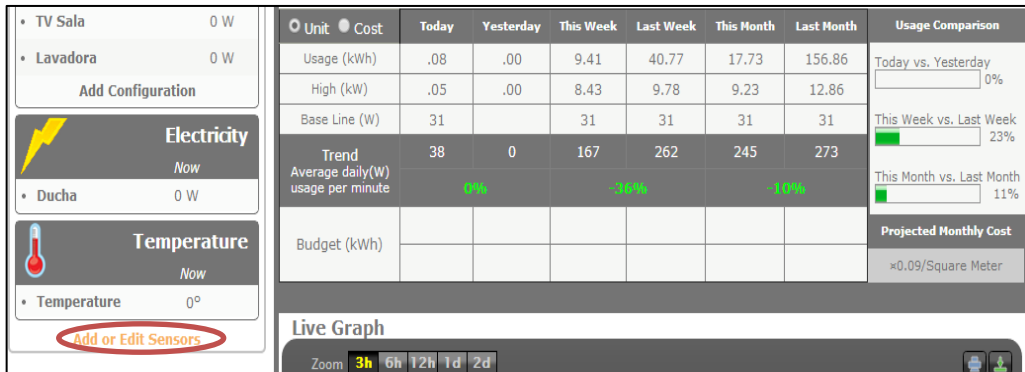 • TV Sala 0 W
• Lavadora 0 W
Add Configuration
Electricity
Now
• Ducha 0 W
Temperature
Now
• Temperature 0°
Add or Edit Sensors
Unit Cost Today Yesterday This Week Last Week This Month Last Month
Usage (kWh) .08 .00 9.41 40.77 17.73 156.86
High (kW) .05 .00 8.43 9.78 9.23 12.86
Base Line (W) 31 31 31 31 31
Trend 38 0 167 262 245 273
Average daily(W)
usage per minute 0% -36% -10%
Budget (kWh)
Usage Comparison
Today vs. Yesterday
0%
This Week vs. Last Week
23%
This Month vs. Last Month
11%
Projected Monthly Cost
×0.09/Square Meter
Live Graph
Zoom 3h 6h 12h 1d 2d